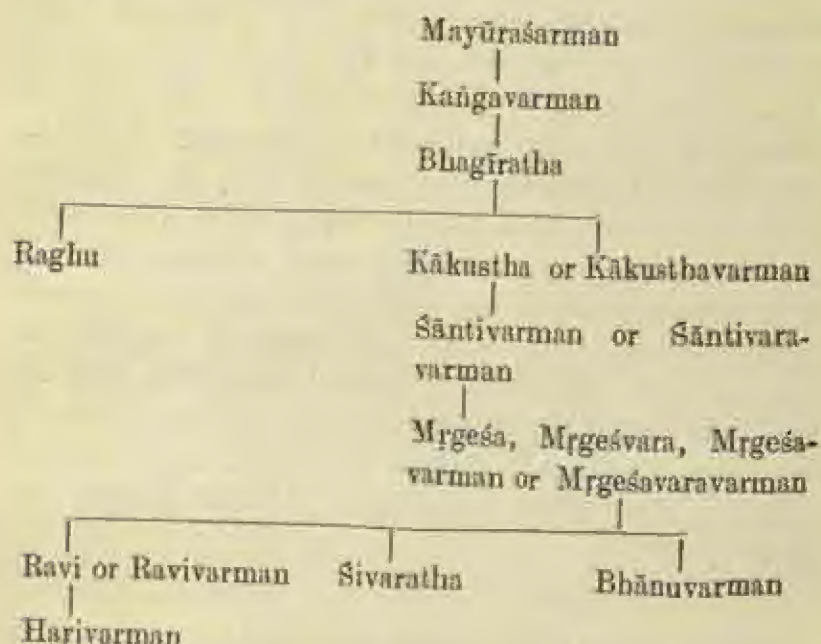 Mayūraśarman
Kaṅgavarman
Bhagīratha
Raghu
Kākustha or Kākusthavarman
Śāntivarman or Śāntivara-
varman
Mṛgeśa, Mṛgeśvara, Mṛgeśa-
varman or Mṛgeśavaravarman
Ravi or Ravivarman
Śivaratha
Bhānuvarman
Harivarman